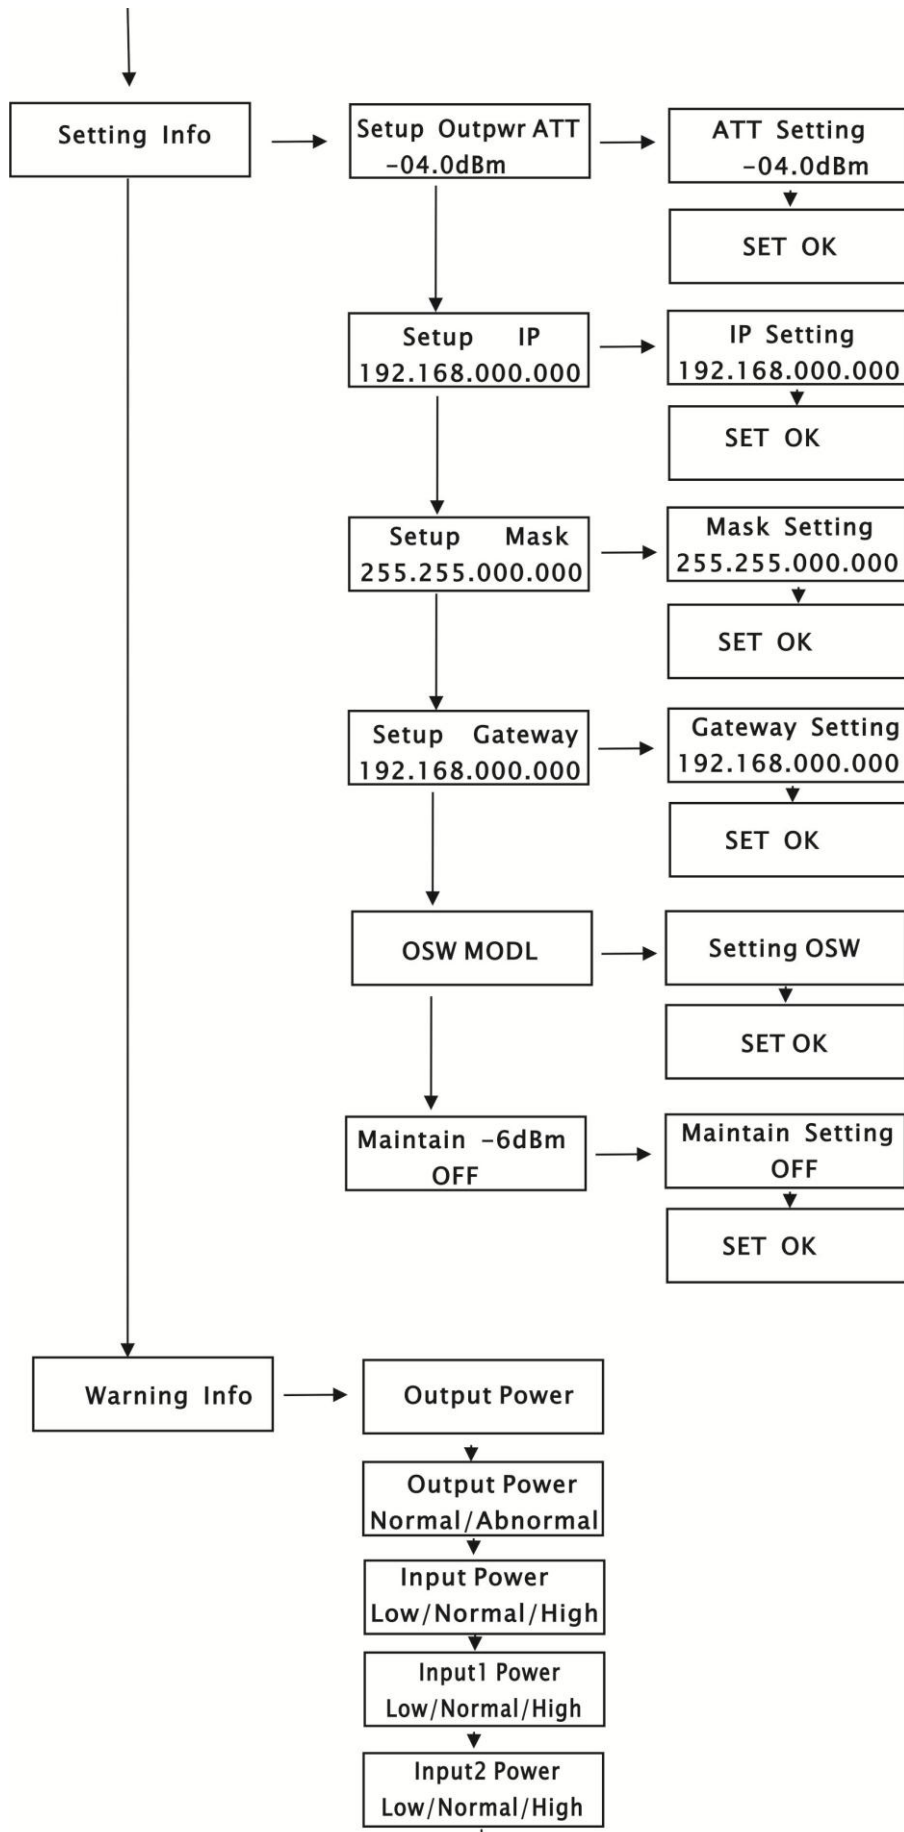 Setting Info
Setup Outpwr ATT
-04.0dBm
ATT Setting
-04.0dBm
SET OK
Setup IP
192.168.000.000
IP Setting
192.168.000.000
SET OK
Setup Mask
255.255.000.000
Mask Setting
255.255.000.000
SET OK
Setup Gateway
192.168.000.000
Gateway Setting
192.168.000.000
SET OK
OSW MODL
Setting OSW
SET OK
Maintain -6dBm
OFF
Maintain Setting
OFF
SET OK
Warning Info
Output Power
Output Power
Normal/Abnormal
Input Power
Low/Normal/High
Input1 Power
Low/Normal/High
Input2 Power
Low/Normal/High